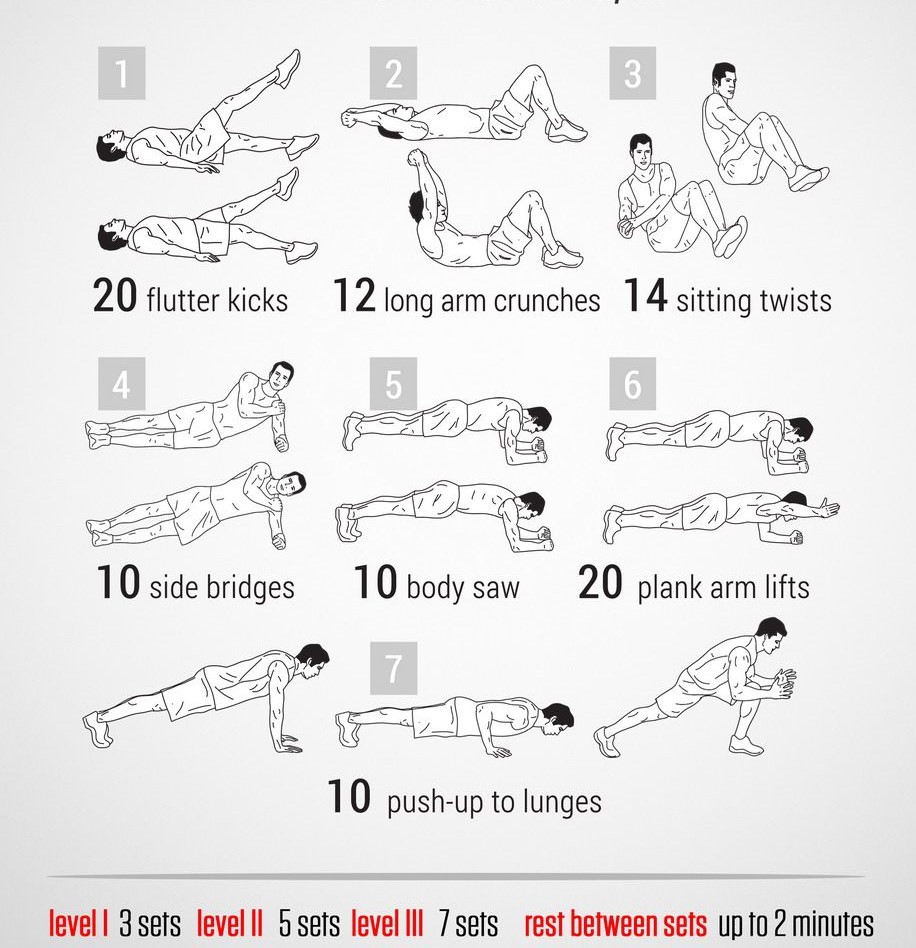 1 2 3
20 flutter kicks 12 long arm crunches 14 sitting twists
4 5 6
10 side bridges 10 body saw 20 plank arm lifts
7
10 push-up to lunges
level I 3 sets level II 5 sets level III 7 sets rest between sets up to 2 minutes